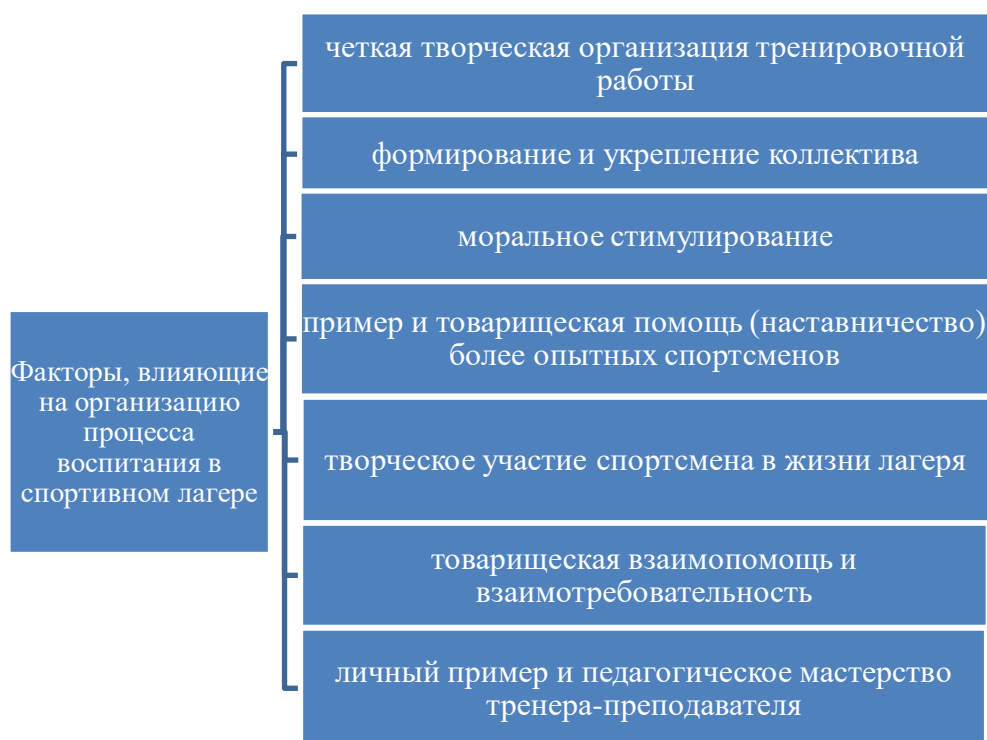 четкая творческая организация тренировочной
работы
формирование и укрепление коллектива
моральное стимулирование
пример и товарищеская помощь (наставничество)
более опытных спортсменов
Факторы, влияющие
на организацию
процесса
воспитания в
спортивном лагере
творческое участие спортсмена в жизни лагеря
товарищеская взаимопомощь и
взаимотребовательность
личный пример и педагогическое мастерство
тренера-преподавателя